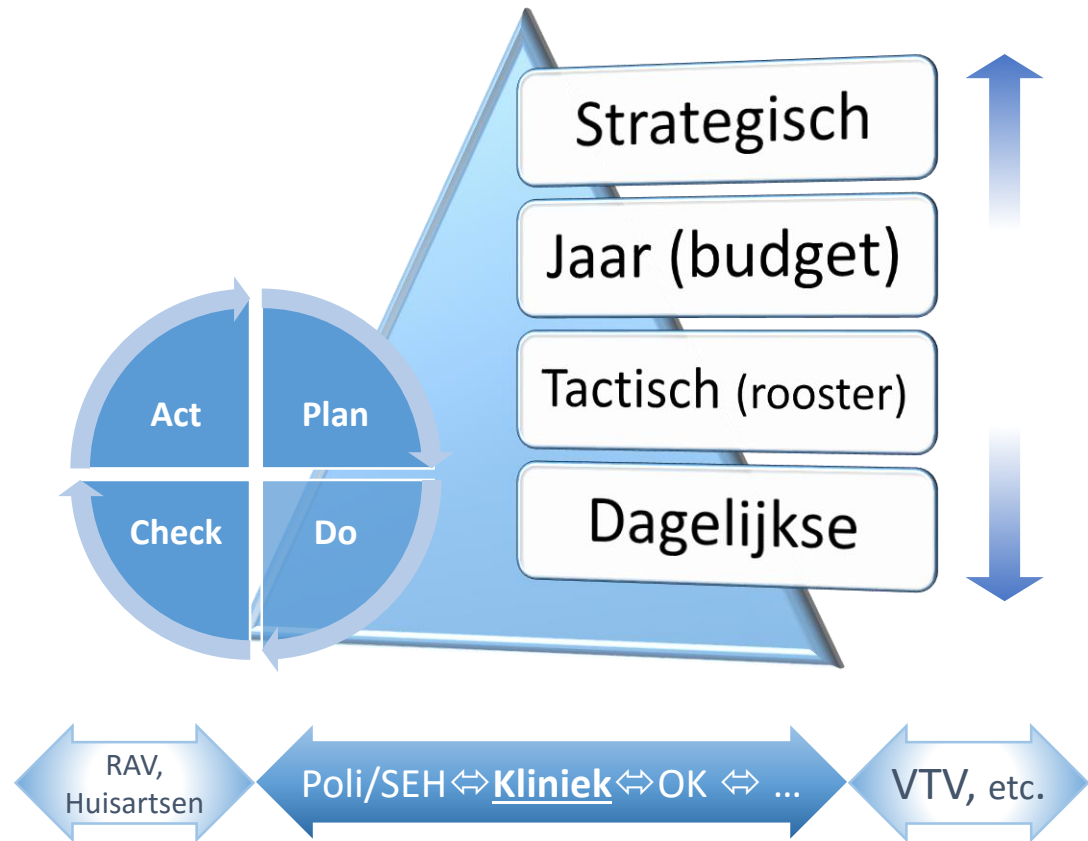 Strategisch
Jaar (budget)
Tactisch (rooster)
Dagelijkse
Act
Plan
Check
Do
RAV,
Huisartsen
Poli/SEH⬄Kliniek⬄OK ⬄ ...
VTV, etc.